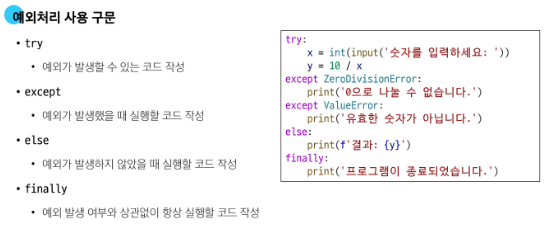 예외처리 사용 구문
• try
• 예외가 발생할 수 있는 코드 작성
• except
• 예외가 발생했을 때 실행할 코드 작성
• else
• 예외가 발생하지 않았을 때 실행할 코드 작성
• finally
• 예외 발생 여부와 상관없이 항상 실행할 코드 작성
try:
    x = int(input('숫자를 입력하세요: '))
    y = 10 / x
except ZeroDivisionError:
    print('0으로 나눌 수 없습니다.')
except ValueError:
    print('유효한 숫자가 아닙니다.')
else:
    print(f'결과: {y}')
finally:
    print('프로그램이 종료되었습니다.')